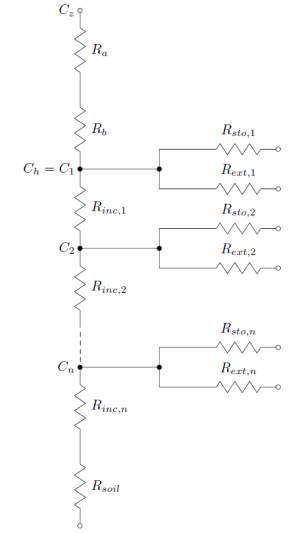 C_z
R_a
R_b
R_{sto,1}
C_h = C_1
R_{ext,1}
R_{inc,1}
R_{sto,2}
C_2
R_{ext,2}
R_{inc,2}
R_{sto,n}
C_n
R_{ext,n}
R_{inc,n}
R_{soil}